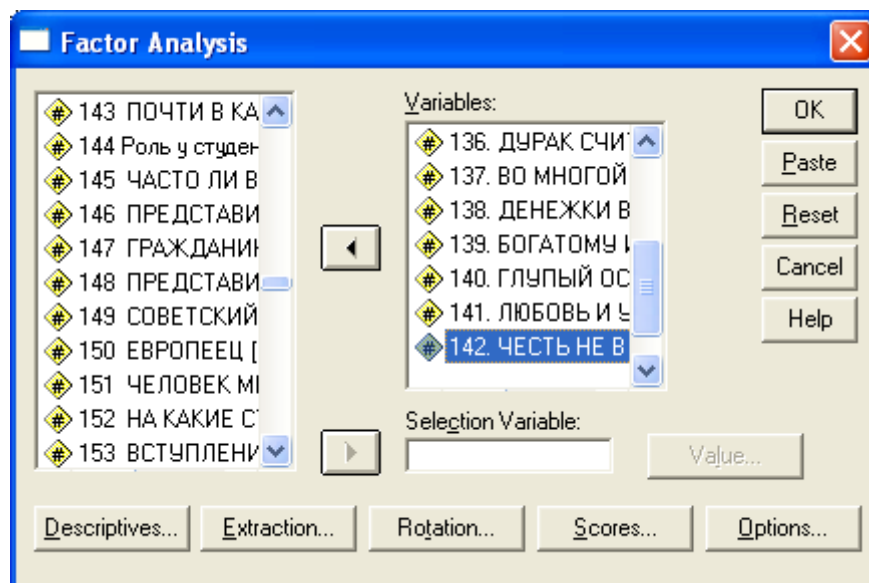 Factor Analysis
143 ПОЧТИ В КА
144 Роль у студен
145 ЧАСТО ЛИ В
146 ПРЕДСТАВИ
147 ГРАЖДАНИН
148 ПРЕДСТАВИ
149 СОВЕТСКИЙ
150 ЕВРОПЕЕЦ [
151 ЧЕЛОВЕК МІ
152 НА КАКИЕ С
153 ВСТУПЛЕНИ
Variables:
136. ДУРАК СЧИ
137. ВО МНОГОЙ
138. ДЕНЕЖКИ В
139. БОГАТОМУ И
140. ГЛУПЫЙ ОС
141. ЛЮБОВЬ И У
142. ЧЕСТЬ НЕ В
Selection Variable:
Value...
OK
Paste
Reset
Cancel
Help
Descriptives...
Extraction...
Rotation...
Scores...
Options...